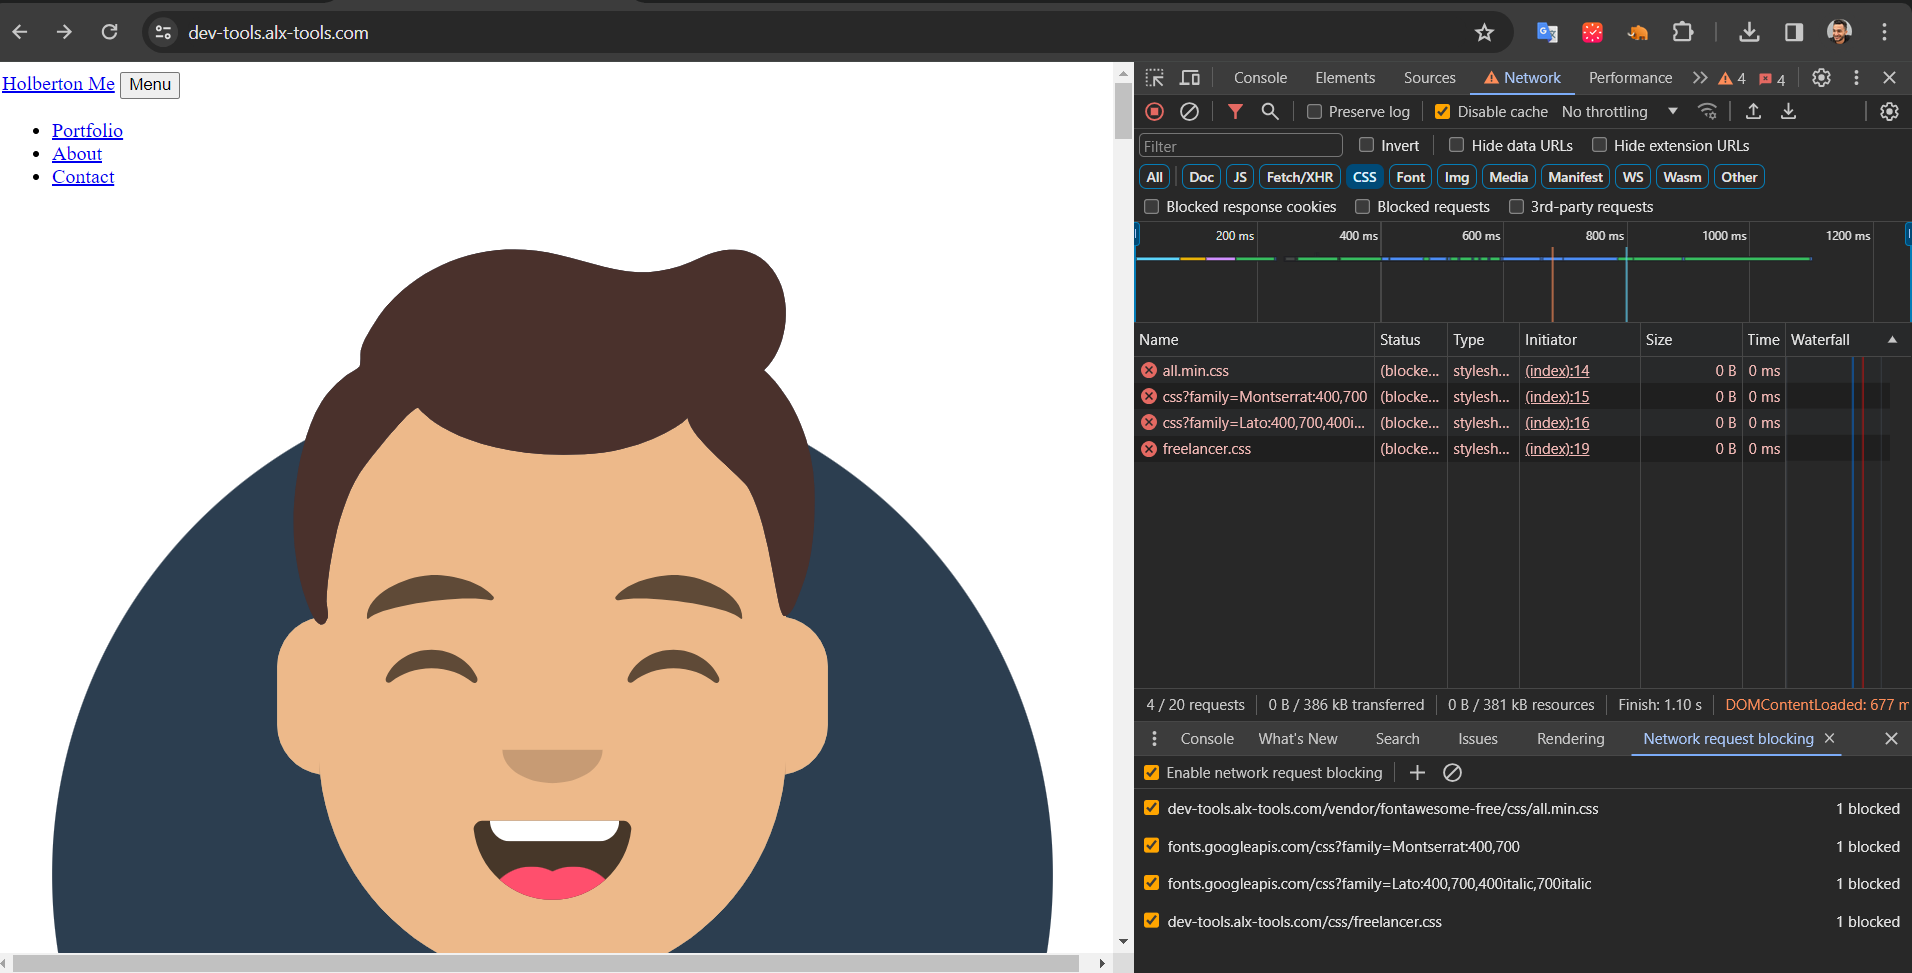 dev-tools.alx-tools.com
Holberton Me Menu
Portfolio
About
Contact
Console Elements Sources Network Performance 4 4
Preserve log Disable cache No throttling
Filter Invert Hide data URLs Hide extension URLs
All Doc JS Fetch/XHR CSS Font Img Media Manifest WS Wasm Other
Blocked response cookies Blocked requests 3rd-party requests
200 ms 400 ms 600 ms 800 ms 1000 ms 1200 ms
Name Status Type Initiator Size Time Waterfall
all.min.css (blocke... stylesh... (index):14 0 B 0 ms
css?family=Montserrat:400,700 (blocke... stylesh... (index):15 0 B 0 ms
css?family=Lato:400,700,400i... (blocke... stylesh... (index):16 0 B 0 ms
freelancer.css (blocke... stylesh... (index):19 0 B 0 ms
4 / 20 requests 0 B / 386 kB transferred 0 B / 381 kB resources Finish: 1.10 s DOMContentLoaded: 677 m
Console What's New Search Issues Rendering Network request blocking
Enable network request blocking
dev-tools.alx-tools.com/vendor/fontawesome-free/css/all.min.css 1 blocked
fonts.googleapis.com/css?family=Montserrat:400,700 1 blocked
fonts.googleapis.com/css?family=Lato:400,700,400italic,700italic 1 blocked
dev-tools.alx-tools.com/css/freelancer.css 1 blocked